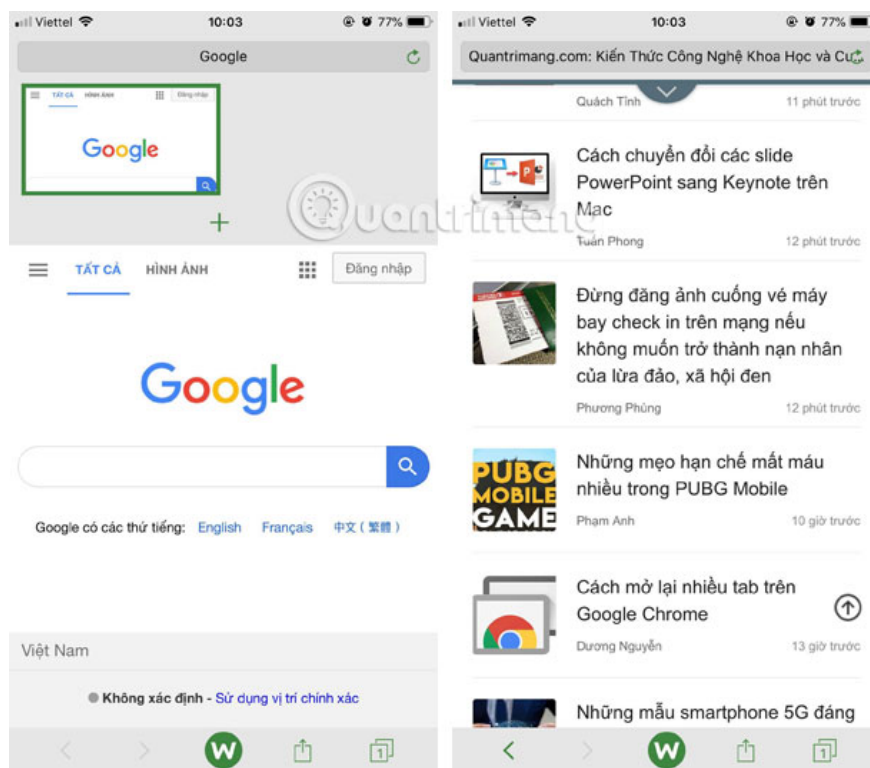 Viettel 10:03 77%
Google
TẤT CẢ HÌNH ẢNH Đăng nhập
Google
+
TẤT CẢ HÌNH ẢNH Đăng nhập
Google
Google có các thứ tiếng: English Français 中文 ( 繁體 )
Việt Nam
Không xác định - Sử dụng vị trí chính xác
W
1
Quantrimang
Viettel 10:03 77%
Quantrimang.com: Kiến Thức Công Nghệ Khoa Học và
Quách Tỉnh 11 phút trước
Cách chuyển đổi các slide
PowerPoint sang Keynote trên
Mac
Tuấn Phong 12 phút trước
Đừng đăng ảnh cuống vé máy
bay check in trên mạng nếu
không muốn trở thành nạn nhân
của lừa đảo, xã hội đen
Phương Phùng 12 phút trước
PUBG
MOBILE
GAME
Những mẹo hạn chế mất máu
nhiều trong PUBG Mobile
Phạm Anh 10 giờ trước
Cách mở lại nhiều tab trên
Google Chrome
Dương Nguyễn 13 giờ trước
Những mẫu smartphone 5G đáng
W
1